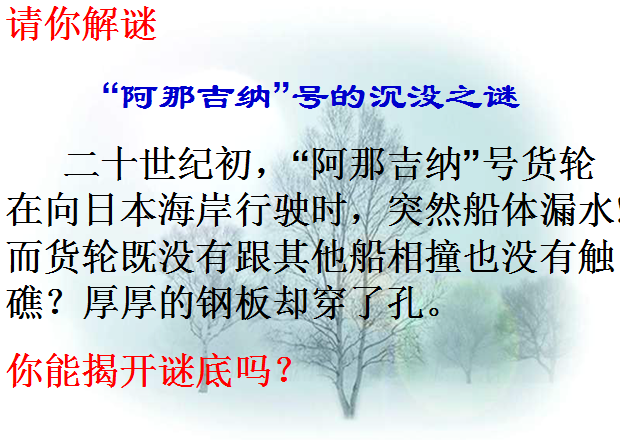 请你解谜
“阿那吉纳”号的沉没之谜
二十世纪初，“阿那吉纳”号货轮
在向日本海岸行驶时，突然船体漏水!
而货轮既没有跟其他船相撞也没有触
礁？厚厚的钢板却穿了孔。
你能揭开谜底吗？